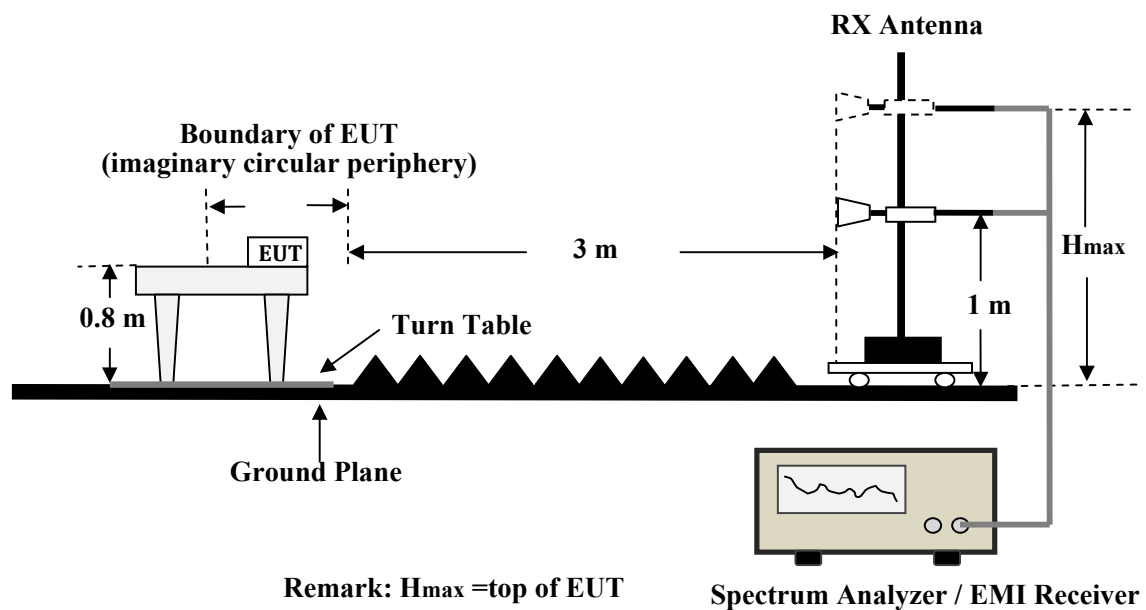 RX Antenna
Boundary of EUT
(imaginary circular periphery)
EUT
3 m
Hmax
0.8 m
1 m
Turn Table
Ground Plane
Remark: Hmax =top of EUT
Spectrum Analyzer / EMI Receiver